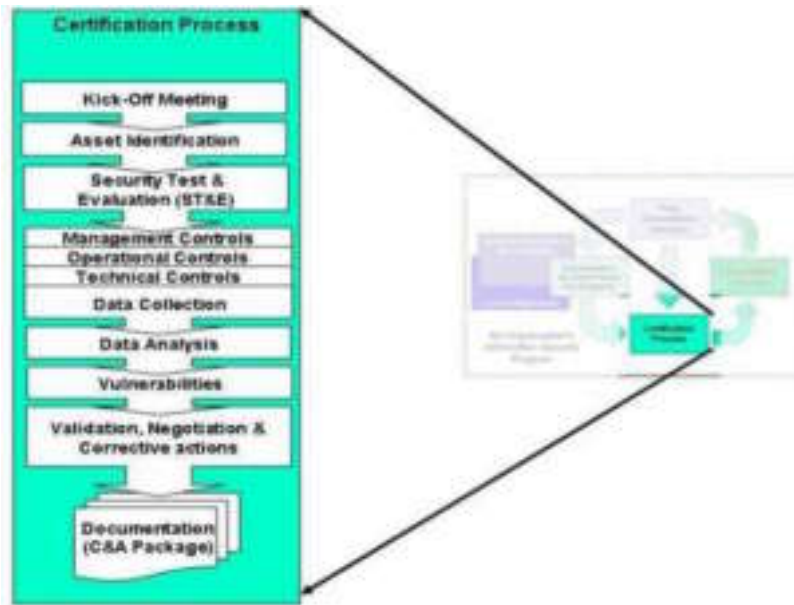 Certification Process
Kick-Off Meeting
Asset Identification
Security Test &
Evaluation (ST&E)
Management Controls
Operational Controls
Technical Controls
Data Collection
Data Analysis
Vulnerabilities
Validation, Negotiation &
Corrective actions
Documentation
(C&A Package)
Certification
Process